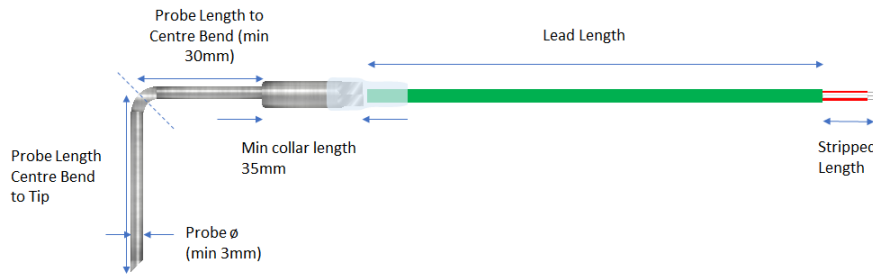 Probe Length to
Centre Bend (min
30mm)
Lead Length
Min collar length
35mm
Stripped
Length
Probe Length
Centre Bend
to Tip
Probe ø
(min 3mm)